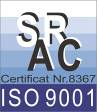 SR
AC
Certificat Nr.8367
ISO 9001